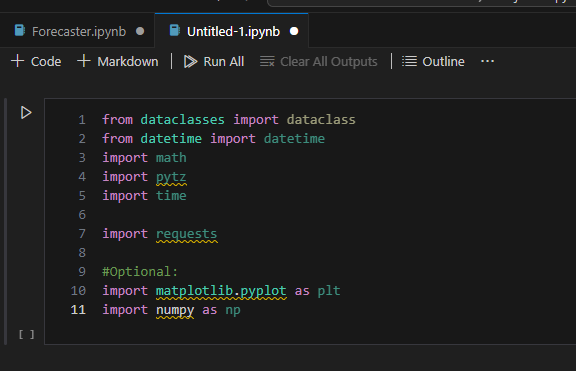 Forecaster.ipynb
Untitled-1.ipynb
+ Code + Markdown Run All Clear All Outputs Outline ...
1 from dataclasses import dataclass
2 from datetime import datetime
3 import math
4 import pytz
5 import time
6
7 import requests
8
9 #Optional:
10 import matplotlib.pyplot as plt
11 import numpy as np
[ ]